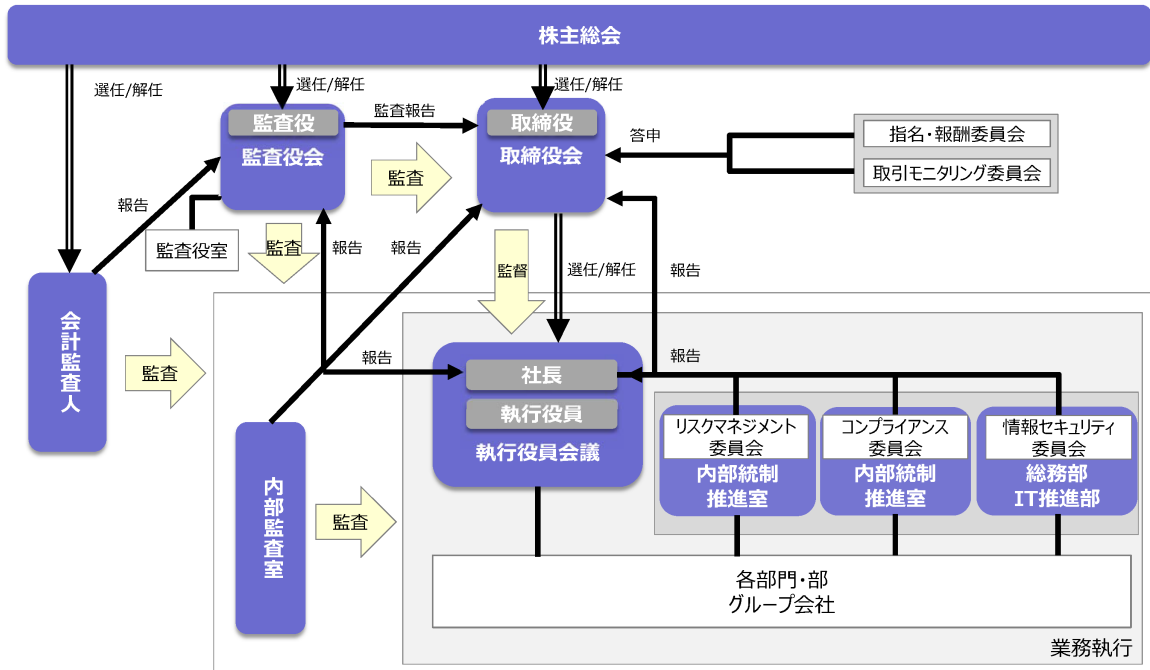 株主総会
選任/解任
選任/解任
選任/解任
監査役
監査役会
監査報告
取締役
取締役会
答申
指名・報酬委員会
取引モニタリング委員会
監査
報告
監査役室
監査
報告
報告
監督
選任/解任
報告
会計監査人
監査
報告
報告
社長
執行役員
執行役員会議
リスクマネジメント
委員会
内部統制
推進室
コンプライアンス
委員会
内部統制
推進室
情報セキュリティ
委員会
総務部
IT推進部
内部監査室
監査
各部門・部
グループ会社
業務執行